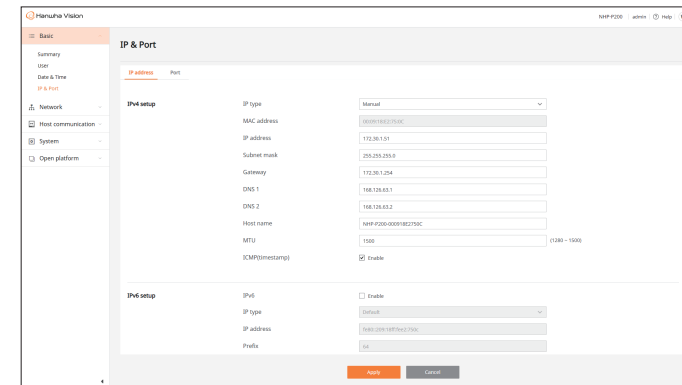 Hanwha Vision
NHP-P200 admin Help
Basic
Summary
User
Date & Time
IP & Port
Network
Host communication
System
Open platform
IP & Port
IP address Port
IPv4 setup IP type Manual
MAC address
IP address 172.30.1.51
Subnet mask 255.255.255.0
Gateway 172.30.1.254
DNS 1 168.126.63.1
DNS 2 168.126.63.2
Host name NHP-P200-000918E2750C
MTU 1500 (1280 ~ 1500)
ICMP(timestamp) Enable
IPv6 setup IPv6 Enable
IP type Default
IP address
Prefix 64
Apply Cancel